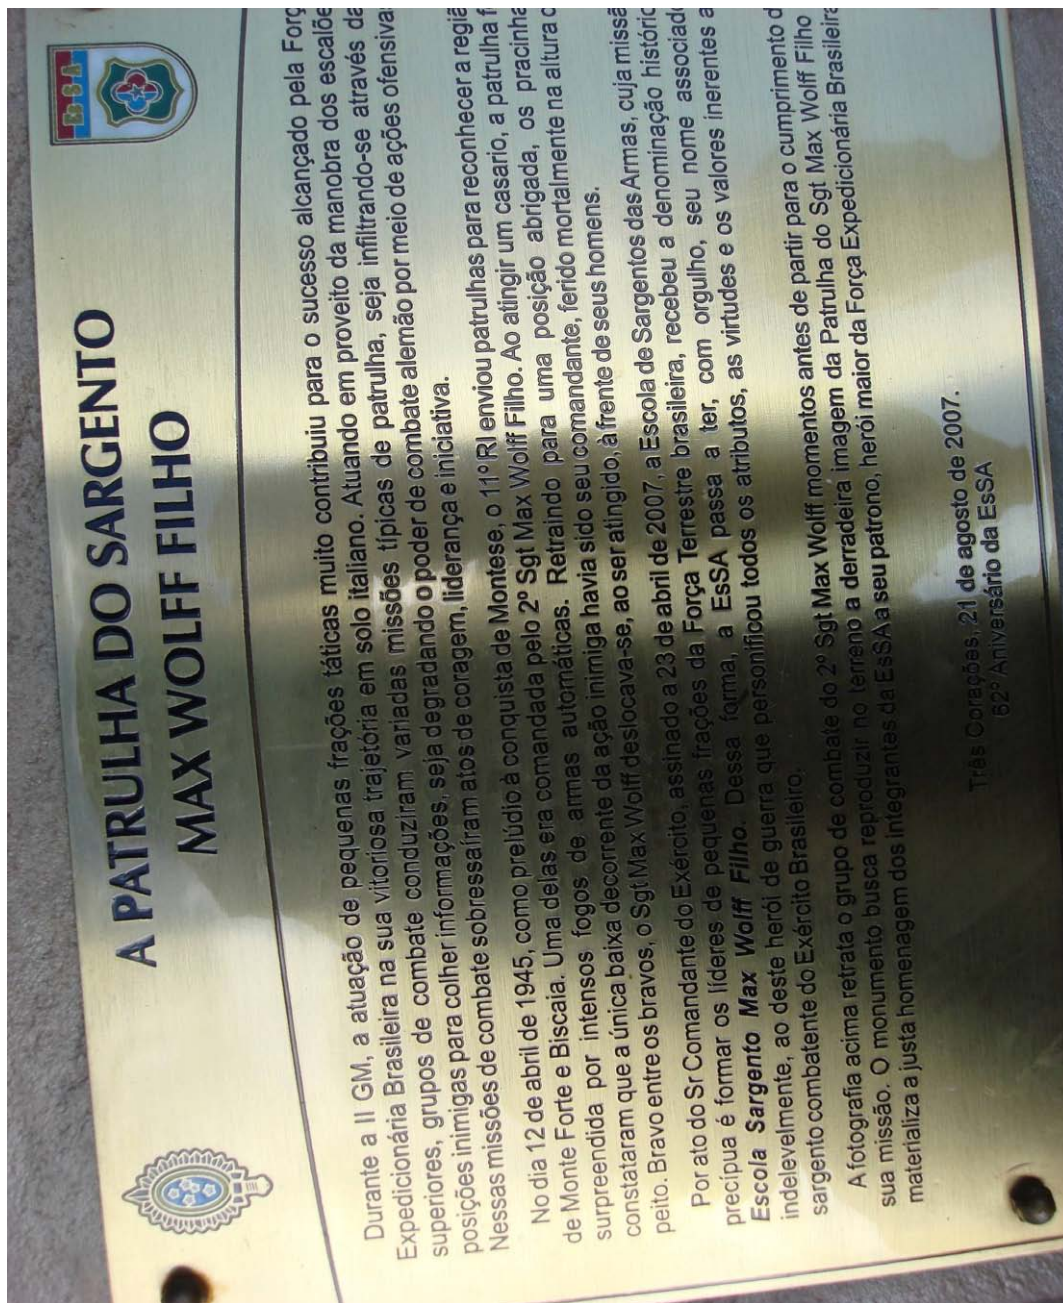 EsSA
A PATRULHA DO SARGENTO
MAX WOLFF FILHO
Durante a II GM, a atuação de pequenas frações táticas muito contribuiu para o sucesso alcançado pela Forç
Expedicionária Brasileira na sua vitoriosa trajetória em solo italiano. Atuando em proveito da manobra dos escalõe
superiores, grupos de combate conduziram variadas missões típicas de patrulha, seja infiltrando-se através da
posições inimigas para colher informações, seja degradando o poder de combate alemão por meio de ações ofensiva
Nessas missões de combate sobressaíram atos de coragem, liderança e iniciativa.
No dia 12 de abril de 1945, como prelúdio à conquista de Montese, o 11º RI enviou patrulhas para reconhecer a regiã
de Monte Forte e Biscaia. Uma delas era comandada pelo 2º Sgt Max Wolff Filho. Ao atingir um casario, a patrulha f
surpreendida por intensos fogos de armas automáticas. Retraindo para uma posição abrigada, os pracinha
constataram que a única baixa decorrente da ação inimiga havia sido seu comandante, ferido mortalmente na altura d
peito. Bravo entre os bravos, o Sgt Max Wolff deslocava-se, ao ser atingido, à frente de seus homens.
Por ato do Sr Comandante do Exército, assinado a 23 de abril de 2007, a Escola de Sargentos das Armas, cuja missã
precípua é formar os líderes de pequenas frações da Força Terrestre brasileira, recebeu a denominação históric
Escola Sargento Max Wolff Filho. Dessa forma, a EsSA passa a ter, com orgulho, seu nome associado
indelevelmente, ao deste herói de guerra que personificou todos os atributos, as virtudes e os valores inerentes a
sargento combatente do Exército Brasileiro.
A fotografia acima retrata o grupo de combate do 2º Sgt Max Wolff momentos antes de partir para o cumprimento d
sua missão. O monumento busca reproduzir no terreno a derradeira imagem da Patrulha do Sgt Max Wolff Filho
materializa a justa homenagem dos integrantes da EsSA a seu patrono, herói maior da Força Expedicionária Brasileira
Três Corações, 21 de agosto de 2007.
62º Aniversário da EsSA